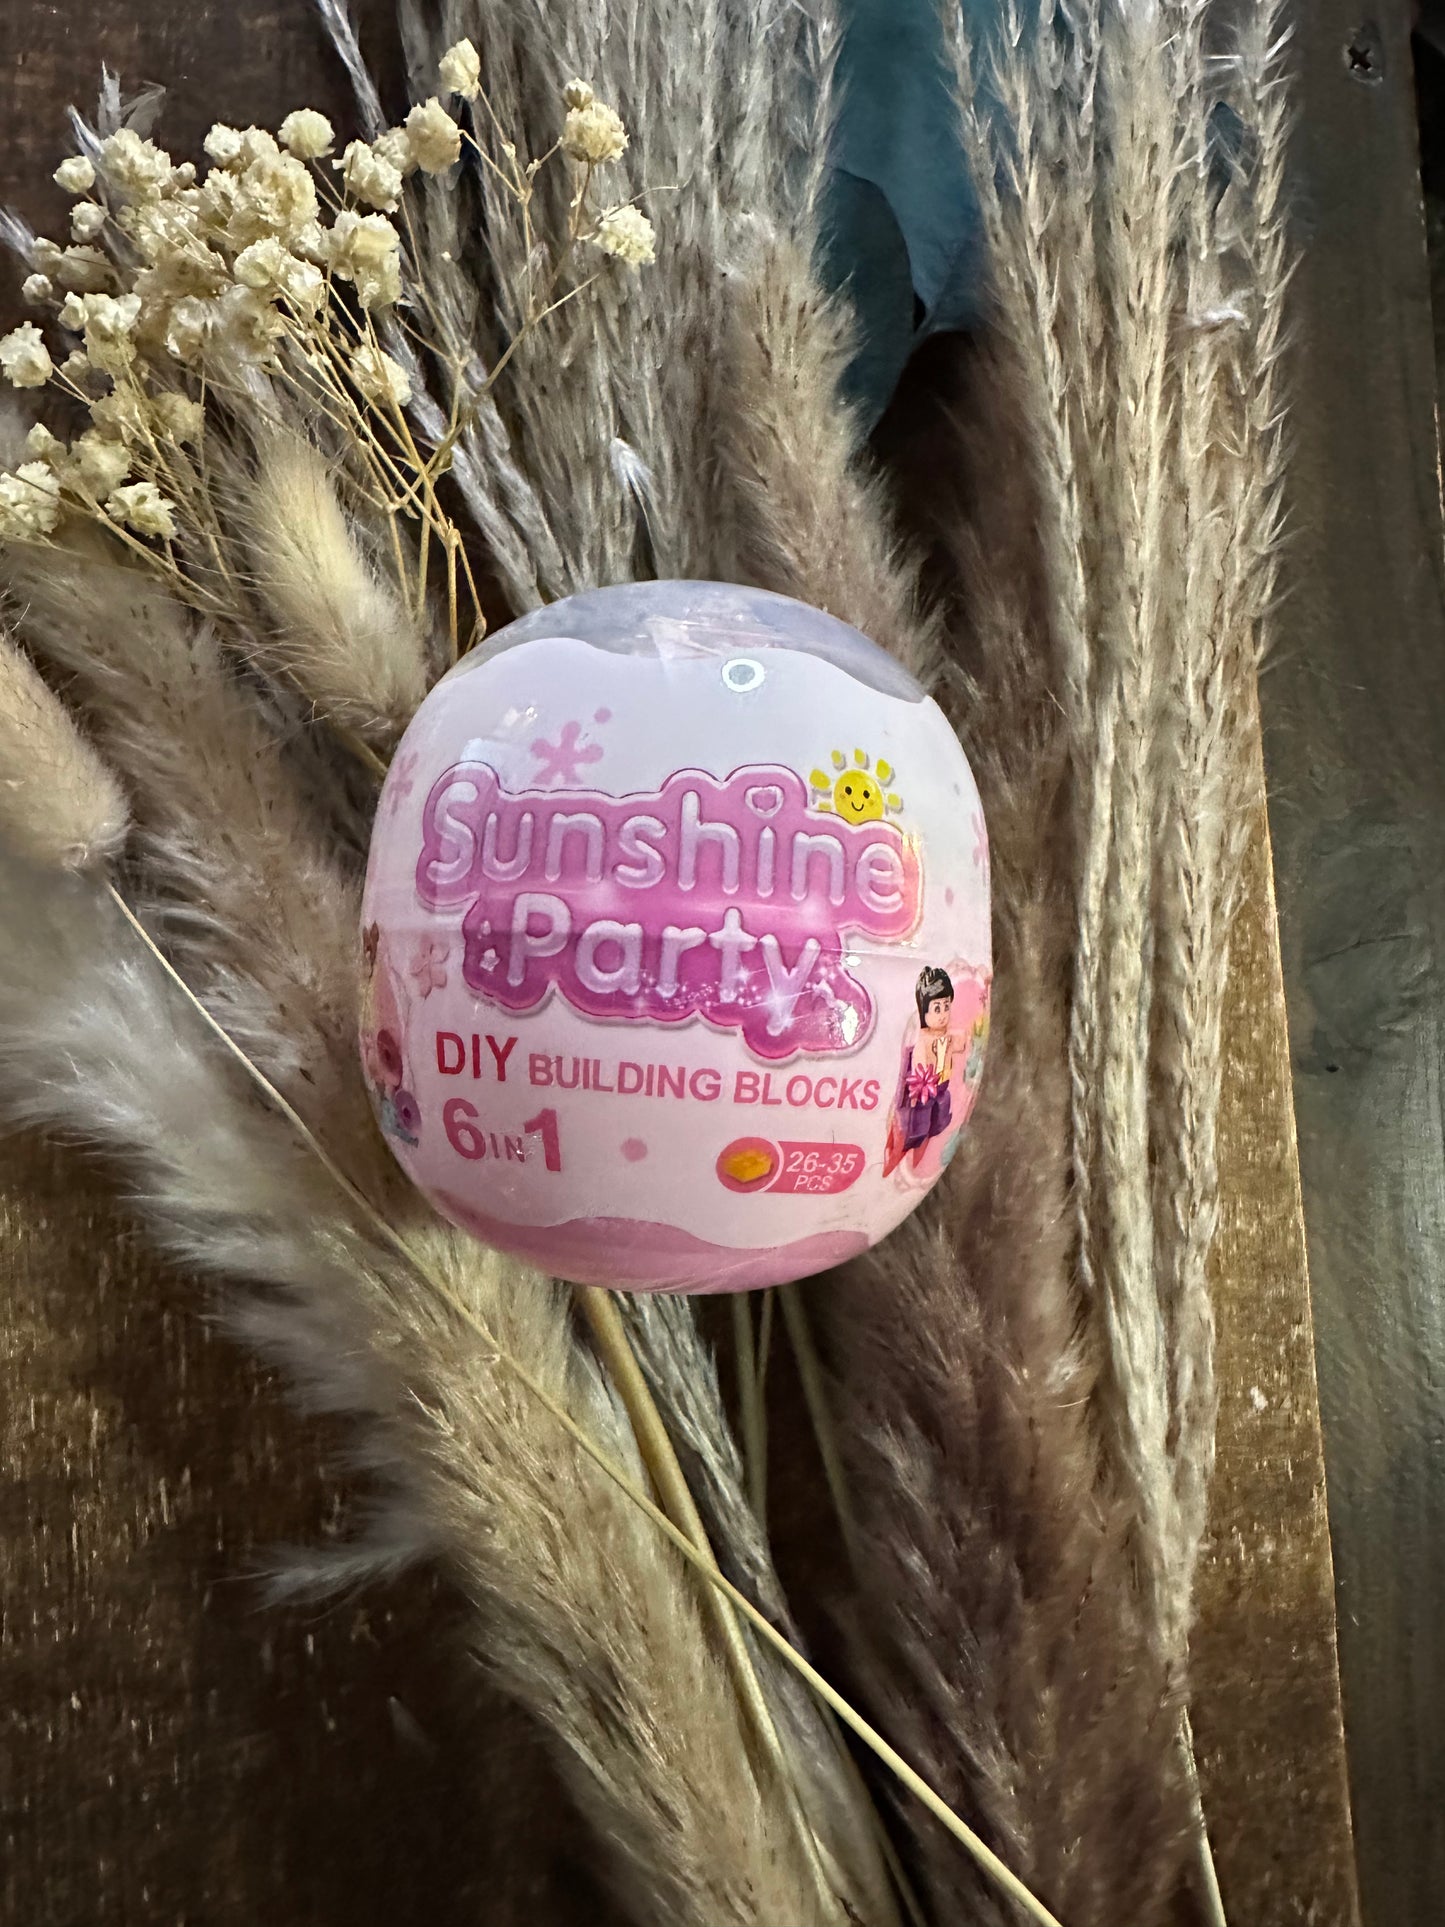 Sunshine
Party
DIY BUILDING BLOCKS
6IN1
26-35
PCS